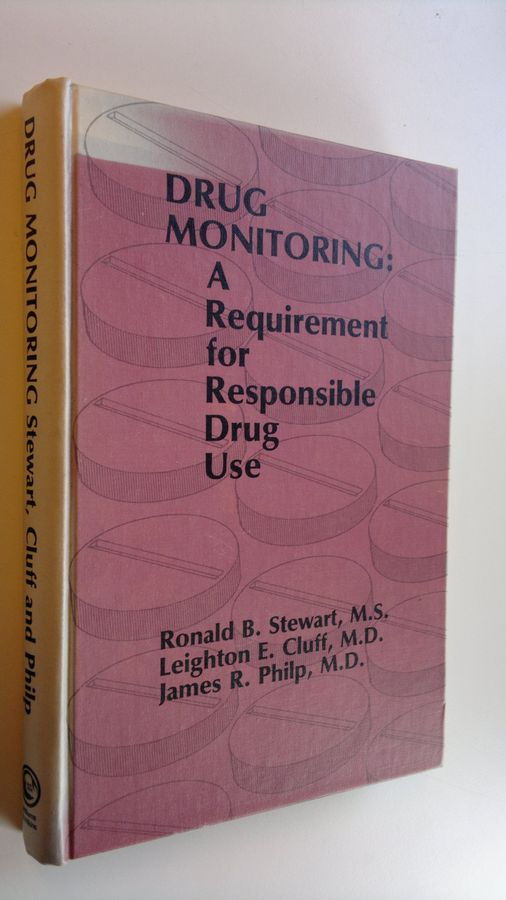 DRUG
MONITORING:
A
Requirement
for
Responsible
Drug
Use
Ronald B. Stewart, M.S.
Leighton E. Cluff, M.D.
James R. Philp, M.D.
DRUG MONITORING Stewart, Cluff and Philp